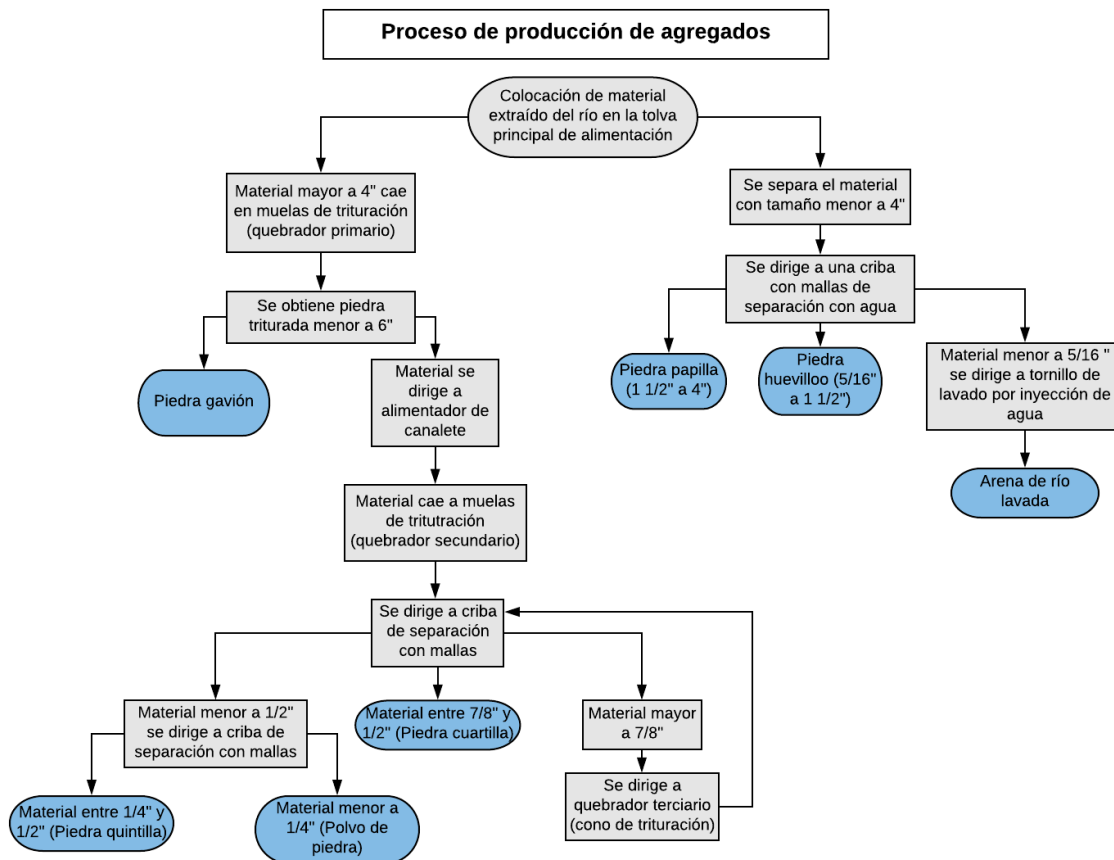 Proceso de producción de agregados
Colocación de material
extraído del río en la tolva
principal de alimentación
Material mayor a 4" cae
en muelas de trituración
(quebrador primario)
Se separa el material
con tamaño menor a 4"
Se obtiene piedra
triturada menor a 6"
Se dirige a una criba
con mallas de
separación con agua
Piedra gavión
Material se
dirige a
alimentador de
canalete
Piedra papilla
(1 1/2" a 4")
Piedra
huevilloo (5/16"
a 1 1/2")
Material menor a 5/16 "
se dirige a tornillo de
lavado por inyección de
agua
Arena de río
lavada
Material cae a muelas
de tritutración
(quebrador secundario)
Se dirige a criba
de separación
con mallas
Material menor a 1/2"
se dirige a criba de
separación con mallas
Material entre 7/8" y
1/2" (Piedra cuartilla)
Material mayor
a 7/8"
Material entre 1/4" y
1/2" (Piedra quintilla)
Material menor a
1/4" (Polvo de
piedra)
Se dirige a
quebrador terciario
(cono de trituración)